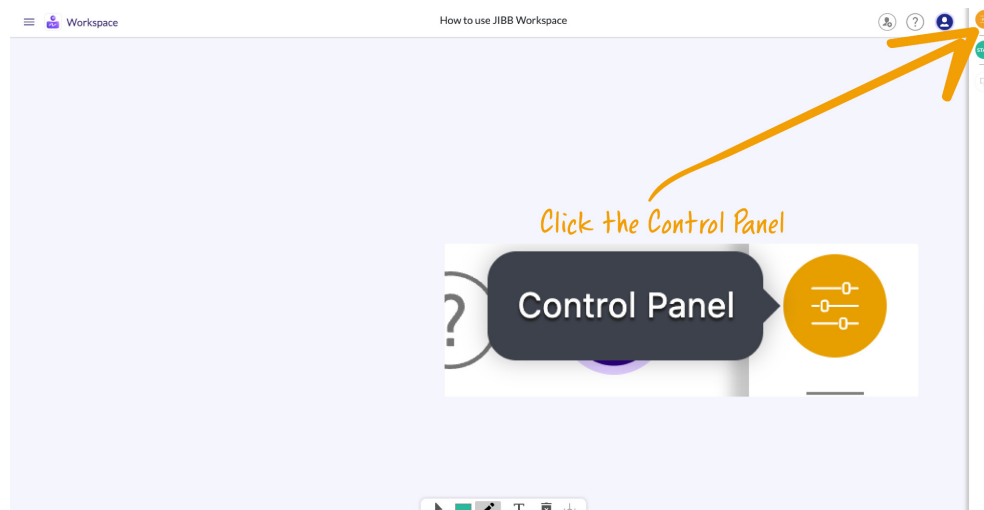 Workspace
How to use JIBB Workspace
?
Click the Control Panel
?
Control Panel
T